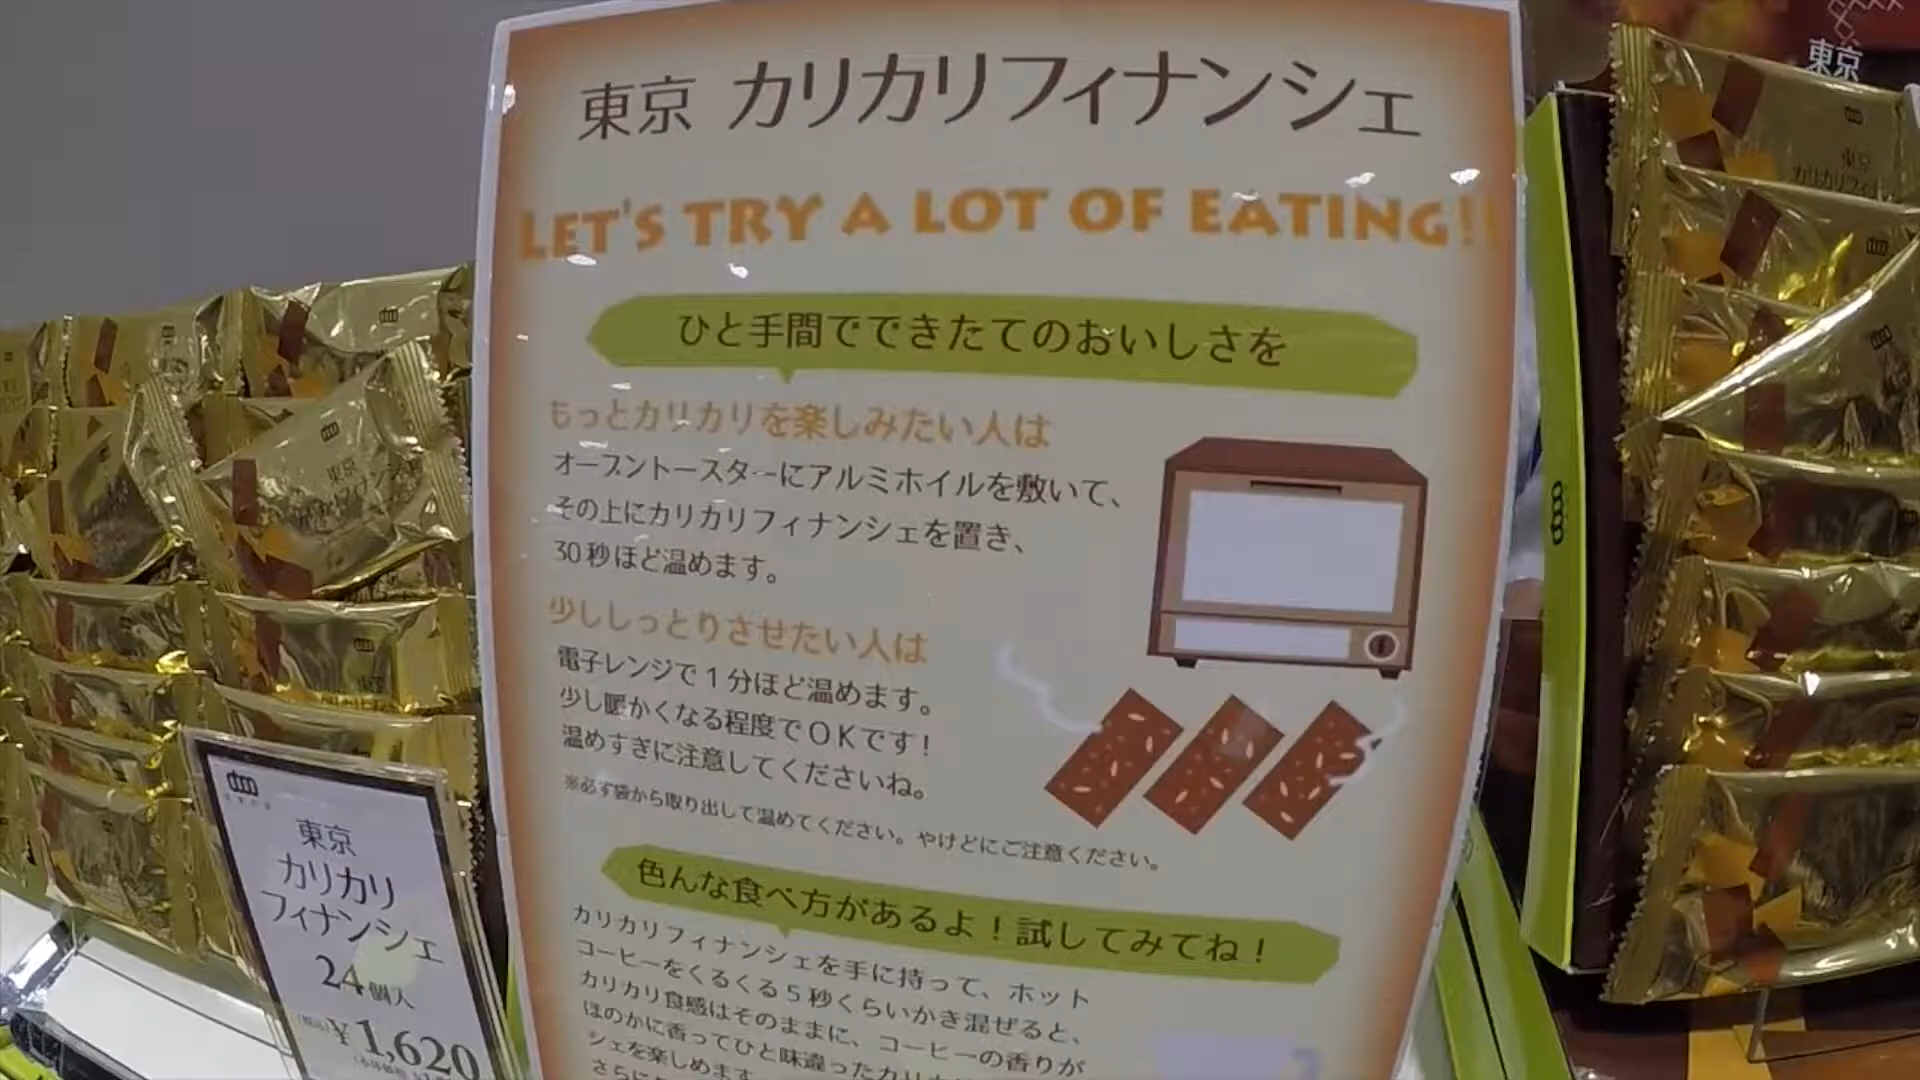 東京 カリカリフィナンシェ
LET'S TRY A LOT OF EATING!!
ひと手間でできたてのおいしさを
もっとカリカリを楽しみたい人は
オーブントースターにアルミホイルを敷いて、
その上にカリカリフィナンシェを置き、
30秒ほど温めます。
少ししっとりさせたい人は
電子レンジで1分ほど温めます。
少し暖かくなる程度でOKです!
温めすぎに注意してくださいね。
※必ず袋から取り出して温めてください。やけどにご注意ください。
色んな食べ方があるよ!試してみてね!
カリカリフィナンシェを手に持って、ホット
コーヒーをくるくる5秒くらいかき混ぜると、
カリカリ食感はそのままに、コーヒーの香りが
ほのかに香ってひと味違ったカリカ
シェを楽しめます
さらに
東京
カリカリ
フィナンシェ
24個入
¥1,620
東京
東京
カリカリフィナ
東京